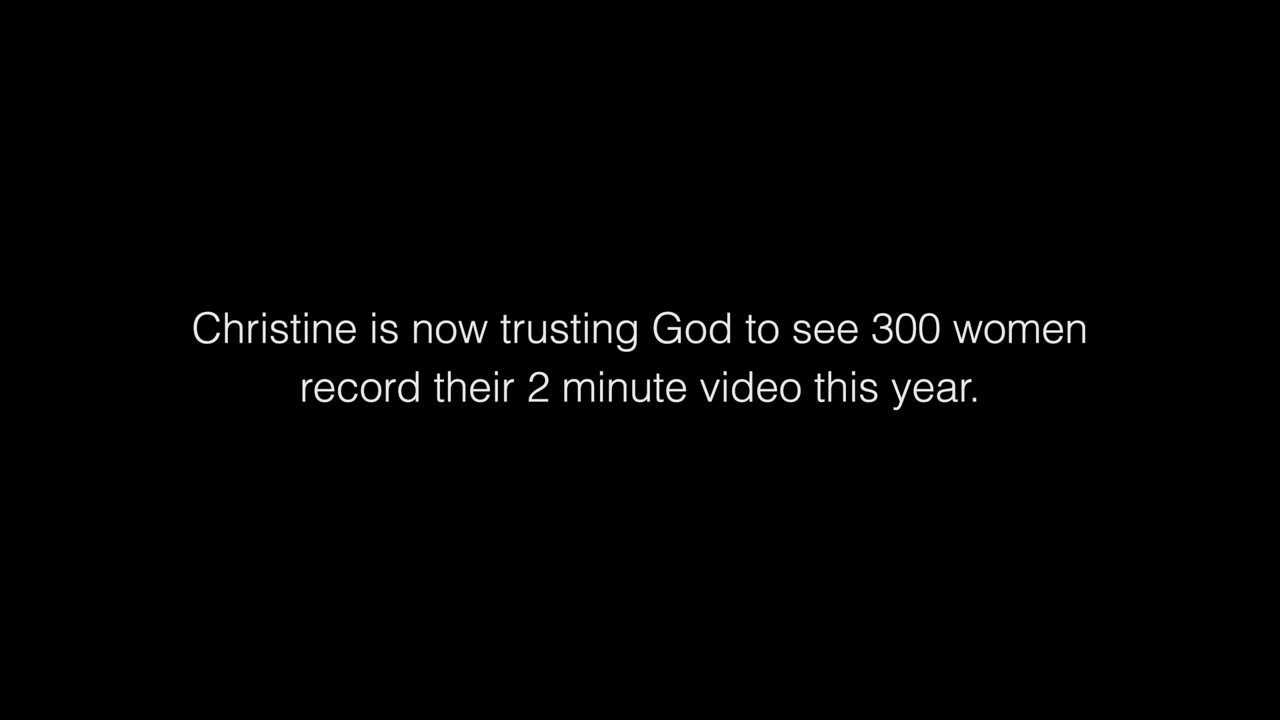 Christine is now trusting God to see 300 women
record their 2 minute video this year.